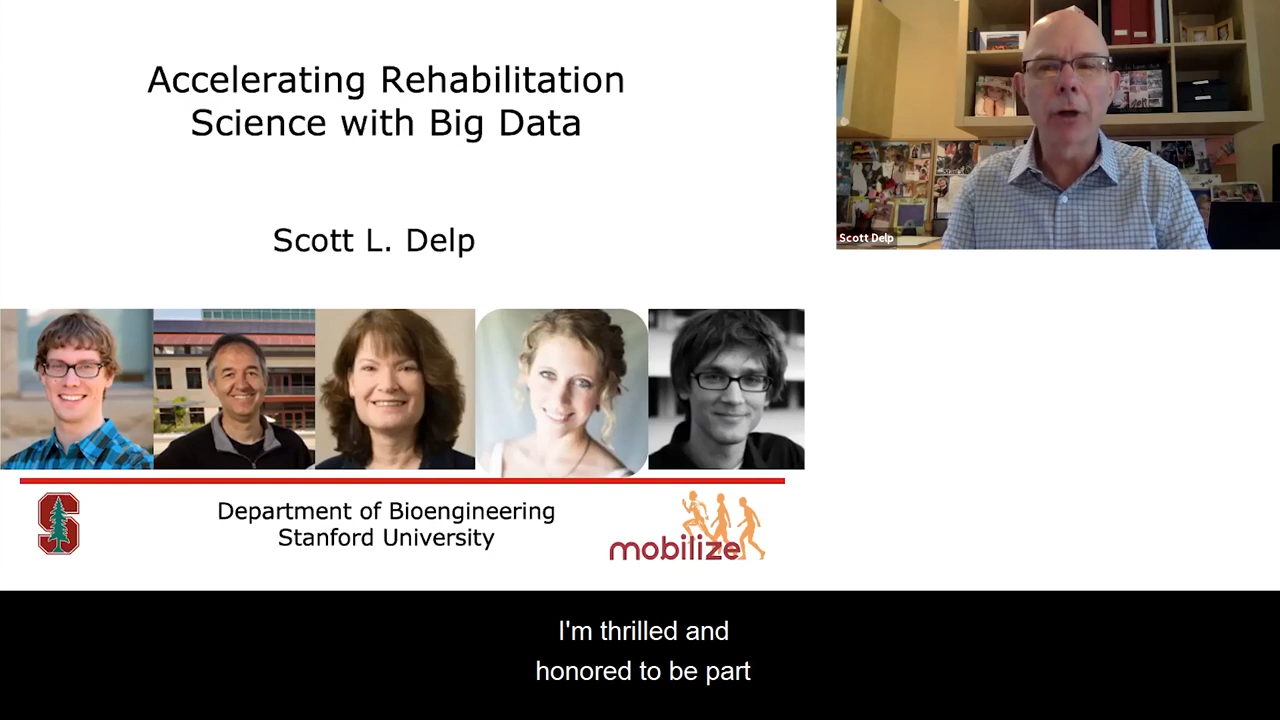 Accelerating Rehabilitation
Science with Big Data
Scott L. Delp
Scott Delp
Department of Bioengineering
Stanford University
S
mobilize
I'm thrilled and
honored to be part